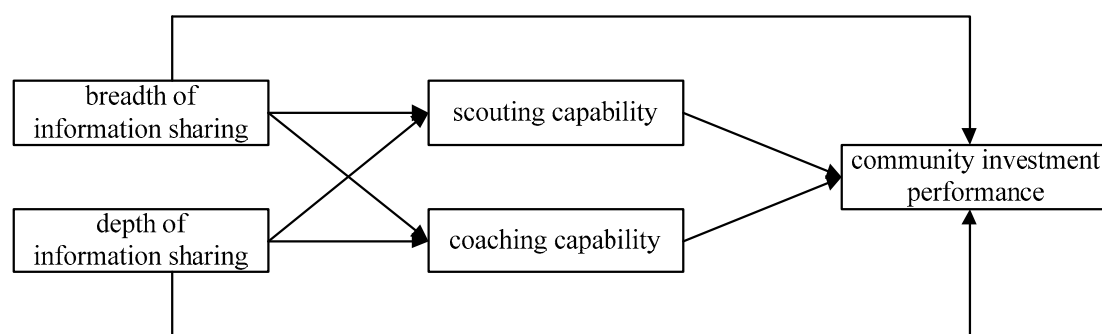 breadth of
information sharing
scouting capability
community investment
performance
depth of
information sharing
coaching capability